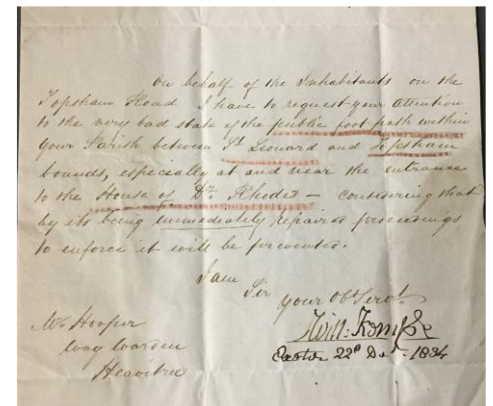 On behalf of the Inhabitants on the
Topsham Road I have to request your attention
to the very bad state of the public foot path within
your Parish between St Leonard and Topsham
bounds, especially at and near the entrance
to the House of Dr Rhodes — considering that
by its being immediately repaired proceedings
to enforce it will be prevented.
I am
Sir
your Obt Servt
Exeter 22d Dec. 1834
Mr Hooper
Way Warden
Heavitree